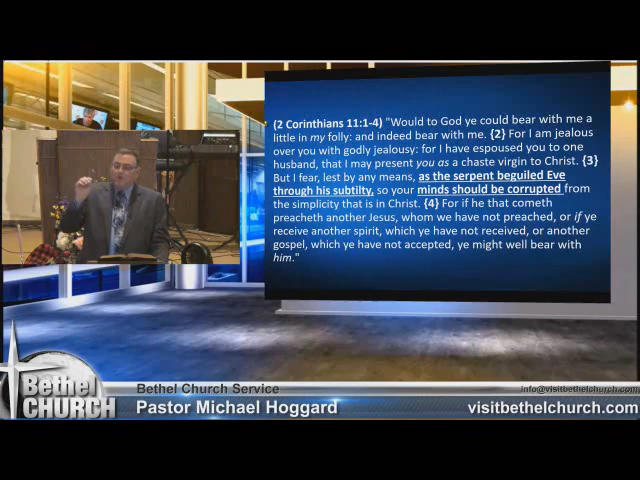 (2 Corinthians 11:1-4) "Would to God ye could bear with me a
little in my folly: and indeed bear with me. {2} For I am jealous
over you with godly jealousy: for I have espoused you to one
husband, that I may present you as a chaste virgin to Christ. {3}
But I fear, lest by any means, as the serpent beguiled Eve
through his subtilty, so your minds should be corrupted from
the simplicity that is in Christ. {4} For if he that cometh
preacheth another Jesus, whom we have not preached, or if ye
receive another spirit, which ye have not received, or another
gospel, which ye have not accepted, ye might well bear with
him."
Bethel
CHURCH
Bethel Church Service
info@visitbethelchurch.com
Pastor Michael Hoggard
visitbethelchurch.com